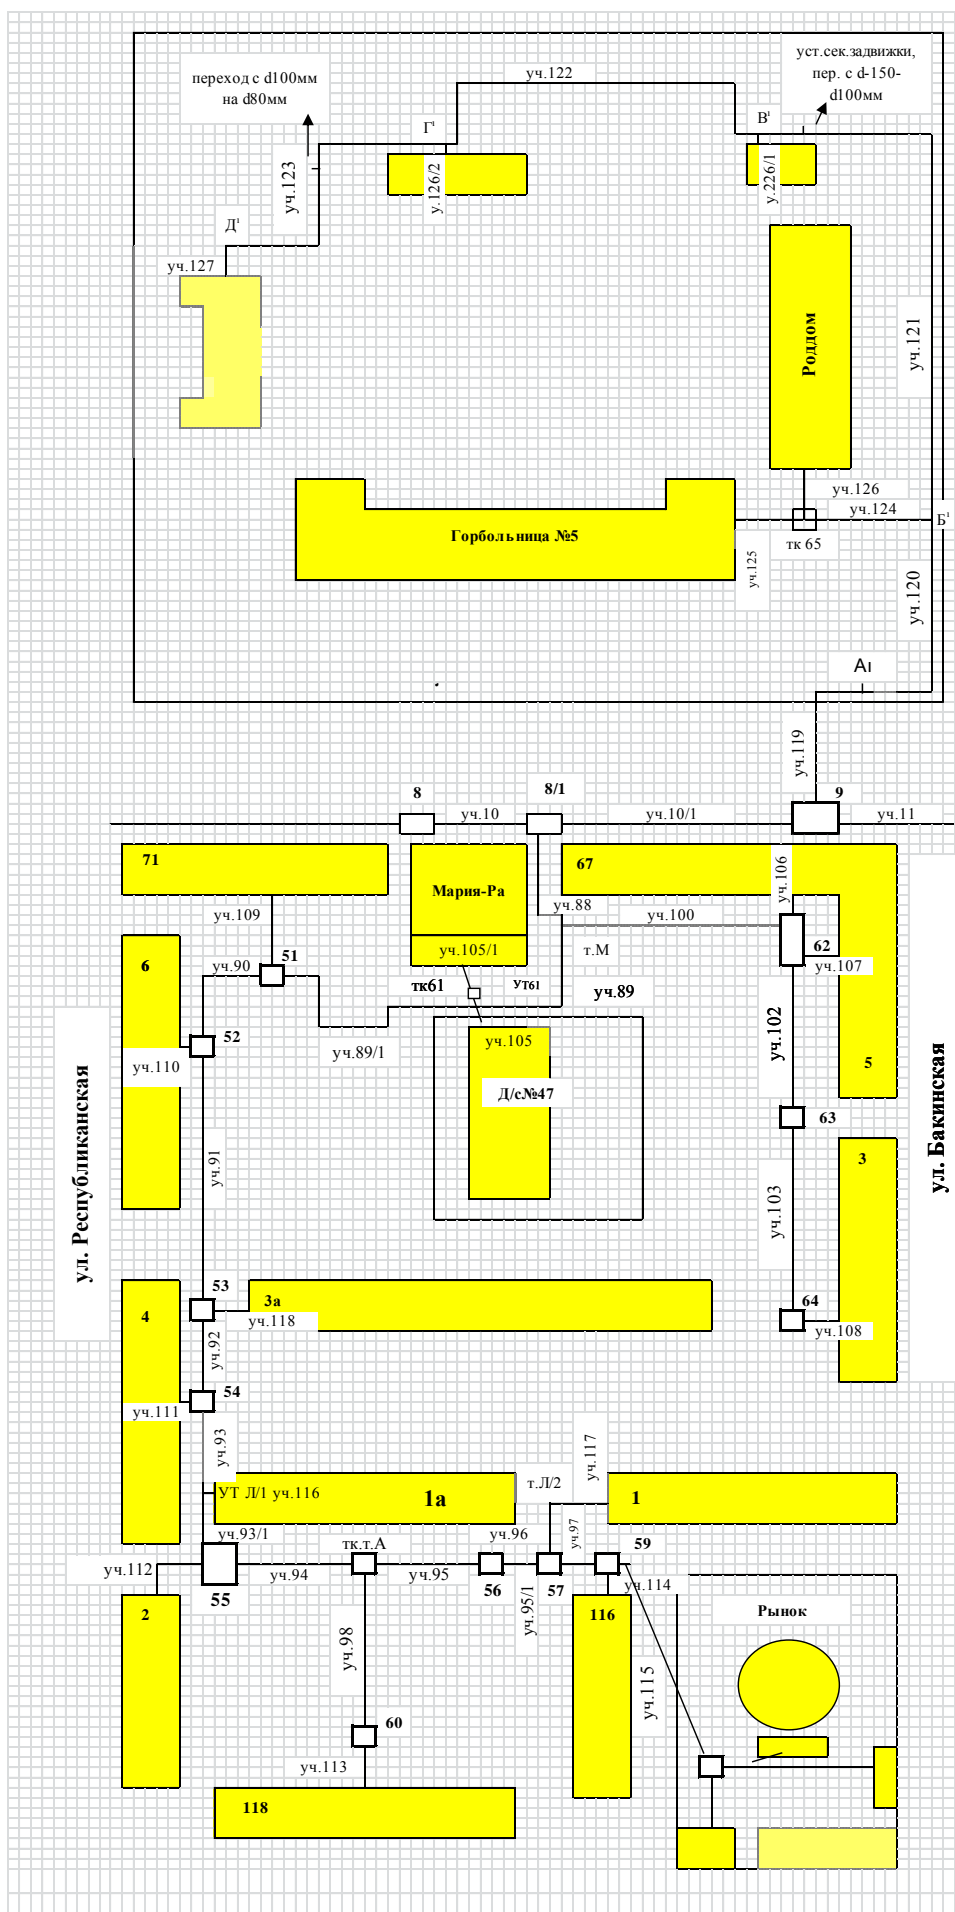 уст.сек.задвижки,
пер. с d-150-
d100мм
переход с d100мм
на d80мм
уч.122
Г¹
В¹
уч.123
у.126/2
у.226/1
Д¹
уч.127
Роддом
уч.121
уч.126
уч.124
Б¹
Горбольница №5
тк 65
уч.125
уч.120
А1
уч.119
8
8/1
9
уч.10
уч.10/1
уч.11
71
67
Мария-Ра
уч.106
уч.88
уч.109
уч.100
уч.105/1
т.М
62
6
уч.90
51
уч.107
тк61
УТ61
уч.89
52
уч.102
уч.105
уч.89/1
уч.110
5
Д/с№47
63
ул. Республиканская
ул. Бакинская
уч.91
3
уч.103
53
3а
64
4
уч.118
уч.108
уч.92
54
уч.111
уч.93
уч.117
т.Л/2
УТ Л/1 уч.116
1а
1
уч.93/1
тк.т.А
уч.96
уч.97
59
уч.112
уч.94
уч.95
уч.114
55
56
уч.95/1
57
2
116
Рынок
уч.98
уч.115
60
уч.113
118